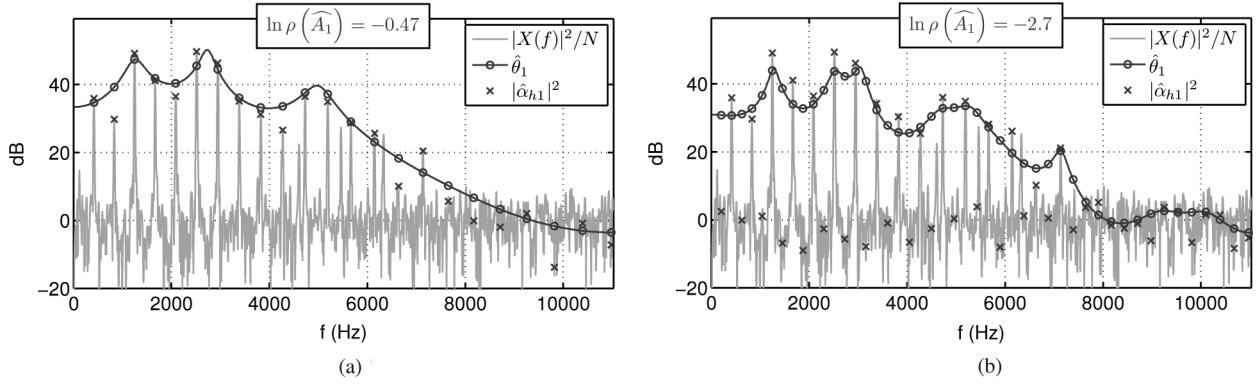 ln ρ (Â₁) = −0.47
|X(f)|²/N
θ̂₁
|α̂ₕ₁|²
dB
40
20
0
−20
0 2000 4000 6000 8000 10000
f (Hz)
(a)
ln ρ (Â₁) = −2.7
|X(f)|²/N
θ̂₁
|α̂ₕ₁|²
dB
40
20
0
−20
0 2000 4000 6000 8000 10000
f (Hz)
(b)